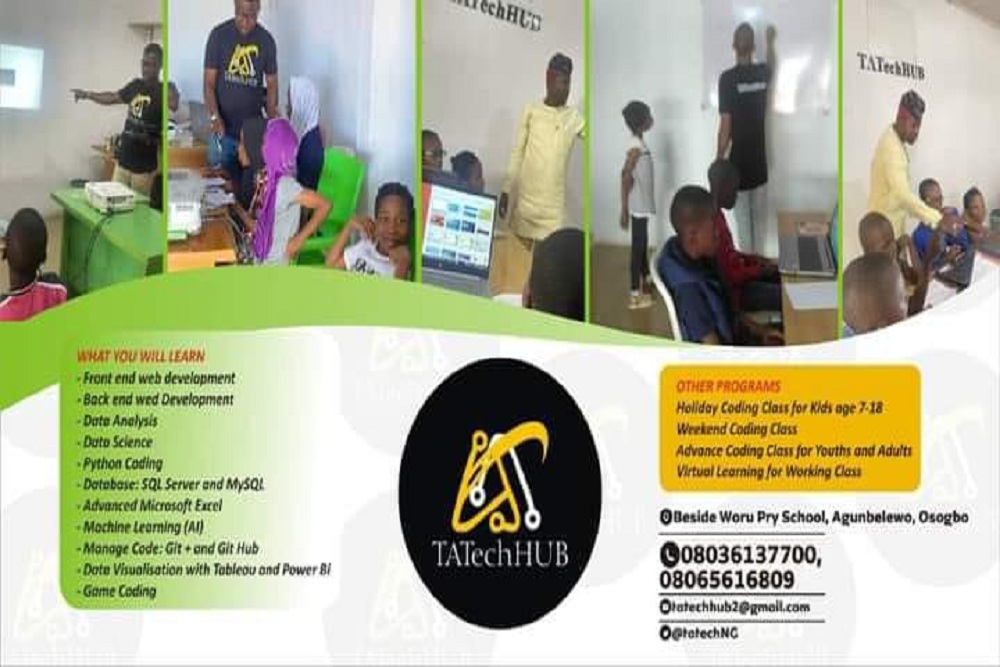 TATechHUB
TATechHUB
WHAT YOU WILL LEARN
- Front end web development
- Back end wed Development
- Data Analysis
- Data Science
- Python Coding
- Database: SQL Server and MySQL
- Advanced Microsoft Excel
- Machine Learning (AI)
- Manage Code: Git + and Git Hub
- Data Visualisation with Tableau and Power Bi
- Game Coding
TATechHUB
OTHER PROGRAMS
Holiday Coding Class for Kids age 7-18
Weekend Coding Class
Advance Coding Class for Youths and Adults
Virtual Learning for Working Class
Beside Woru Pry School, Agunbelewo, Osogbo
08036137700,
08065616809
tatechhub2@gmail.com
@tatechNG